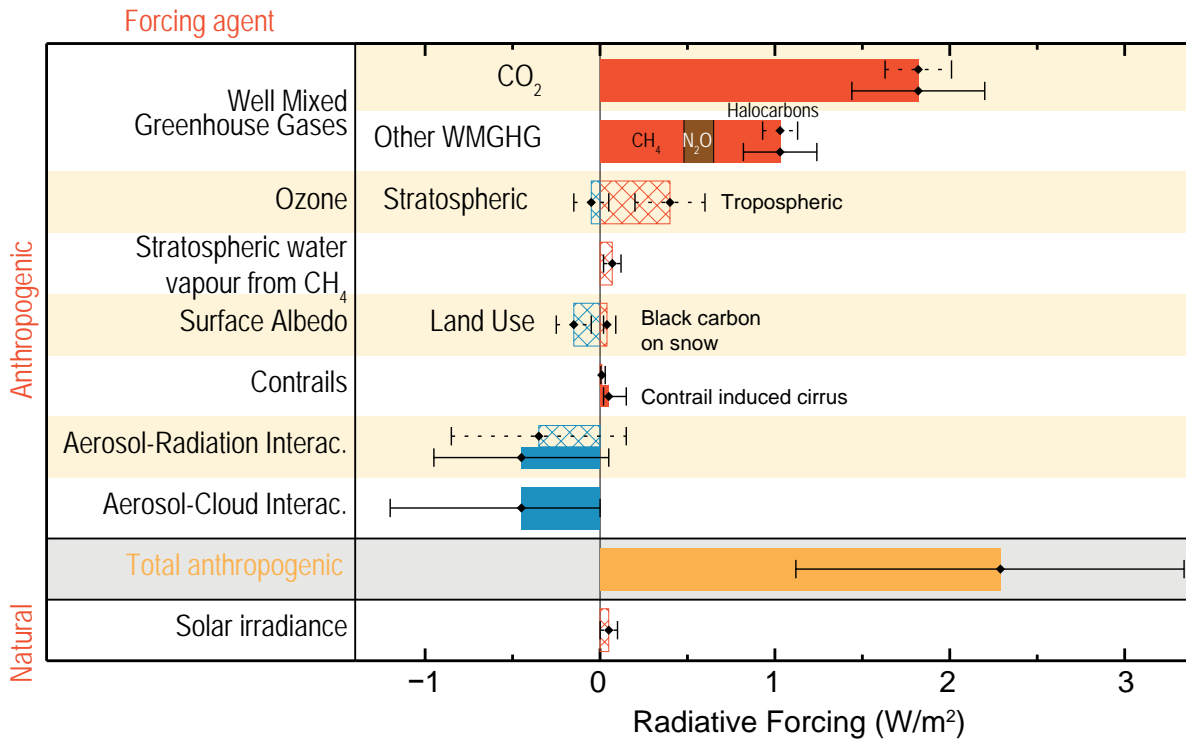 Forcing agent
Anthropogenic
Natural
Well Mixed
Greenhouse Gases
CO₂
Other WMGHG
Halocarbons
CH₄
N₂O
Ozone
Stratospheric
Tropospheric
Stratospheric water
vapour from CH₄
Surface Albedo
Land Use
Black carbon
on snow
Contrails
Contrail induced cirrus
Aerosol-Radiation Interac.
Aerosol-Cloud Interac.
Total anthropogenic
Solar irradiance
−1 0 1 2 3
Radiative Forcing (W/m²)